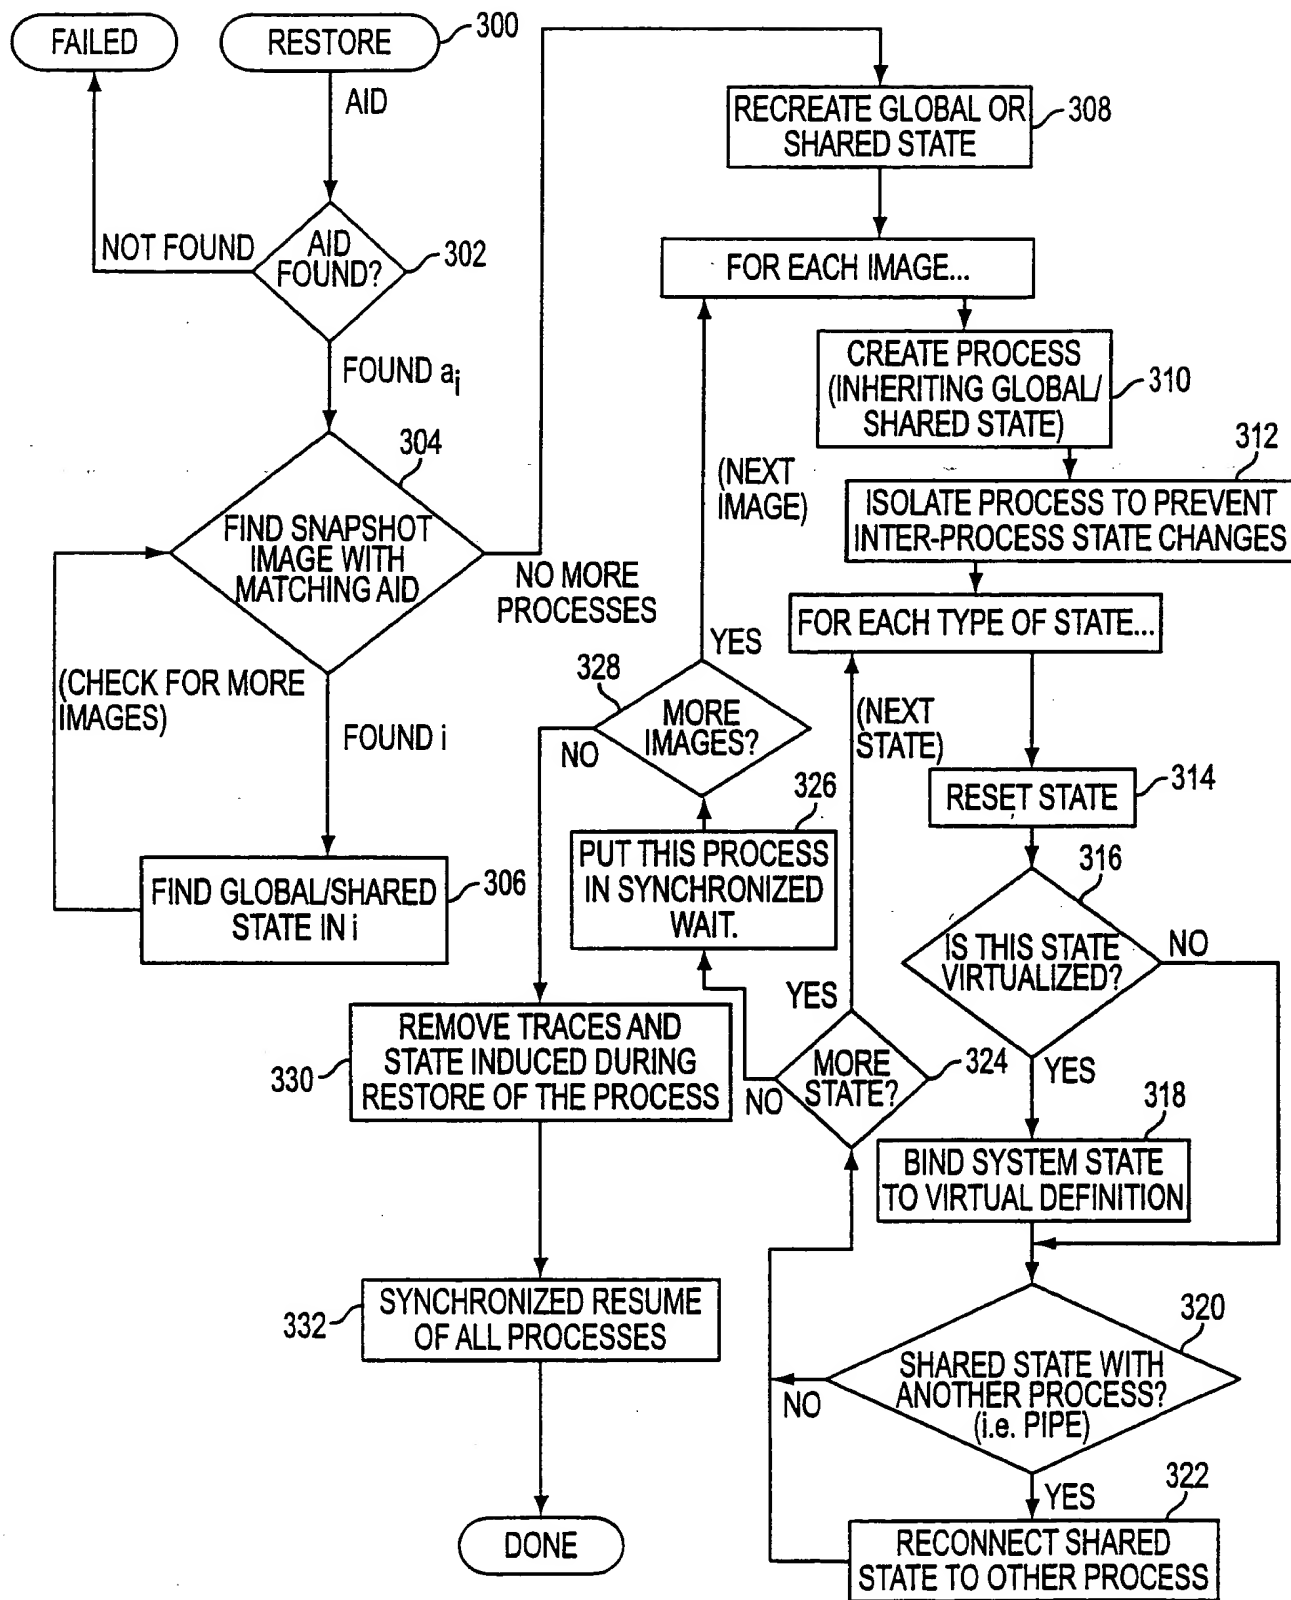 FAILED
RESTORE
300
AID
AID
FOUND?
302
NOT FOUND
FOUND ai
304
FIND SNAPSHOT
IMAGE WITH
MATCHING AID
NO MORE
PROCESSES
(CHECK FOR MORE
IMAGES)
FOUND i
FIND GLOBAL/SHARED
STATE IN i
306
RECREATE GLOBAL OR
SHARED STATE
308
FOR EACH IMAGE...
CREATE PROCESS
(INHERITING GLOBAL/
SHARED STATE)
310
312
ISOLATE PROCESS TO PREVENT
INTER-PROCESS STATE CHANGES
FOR EACH TYPE OF STATE...
(NEXT
IMAGE)
YES
328
MORE
IMAGES?
NO
326
PUT THIS PROCESS
IN SYNCHRONIZED
WAIT.
(NEXT
STATE)
RESET STATE
314
316
IS THIS STATE
VIRTUALIZED?
NO
YES
YES
MORE
STATE?
324
NO
318
BIND SYSTEM STATE
TO VIRTUAL DEFINITION
320
SHARED STATE WITH
ANOTHER PROCESS?
(i.e. PIPE)
NO
YES
322
RECONNECT SHARED
STATE TO OTHER PROCESS
REMOVE TRACES AND
STATE INDUCED DURING
RESTORE OF THE PROCESS
330
SYNCHRONIZED RESUME
OF ALL PROCESSES
332
DONE